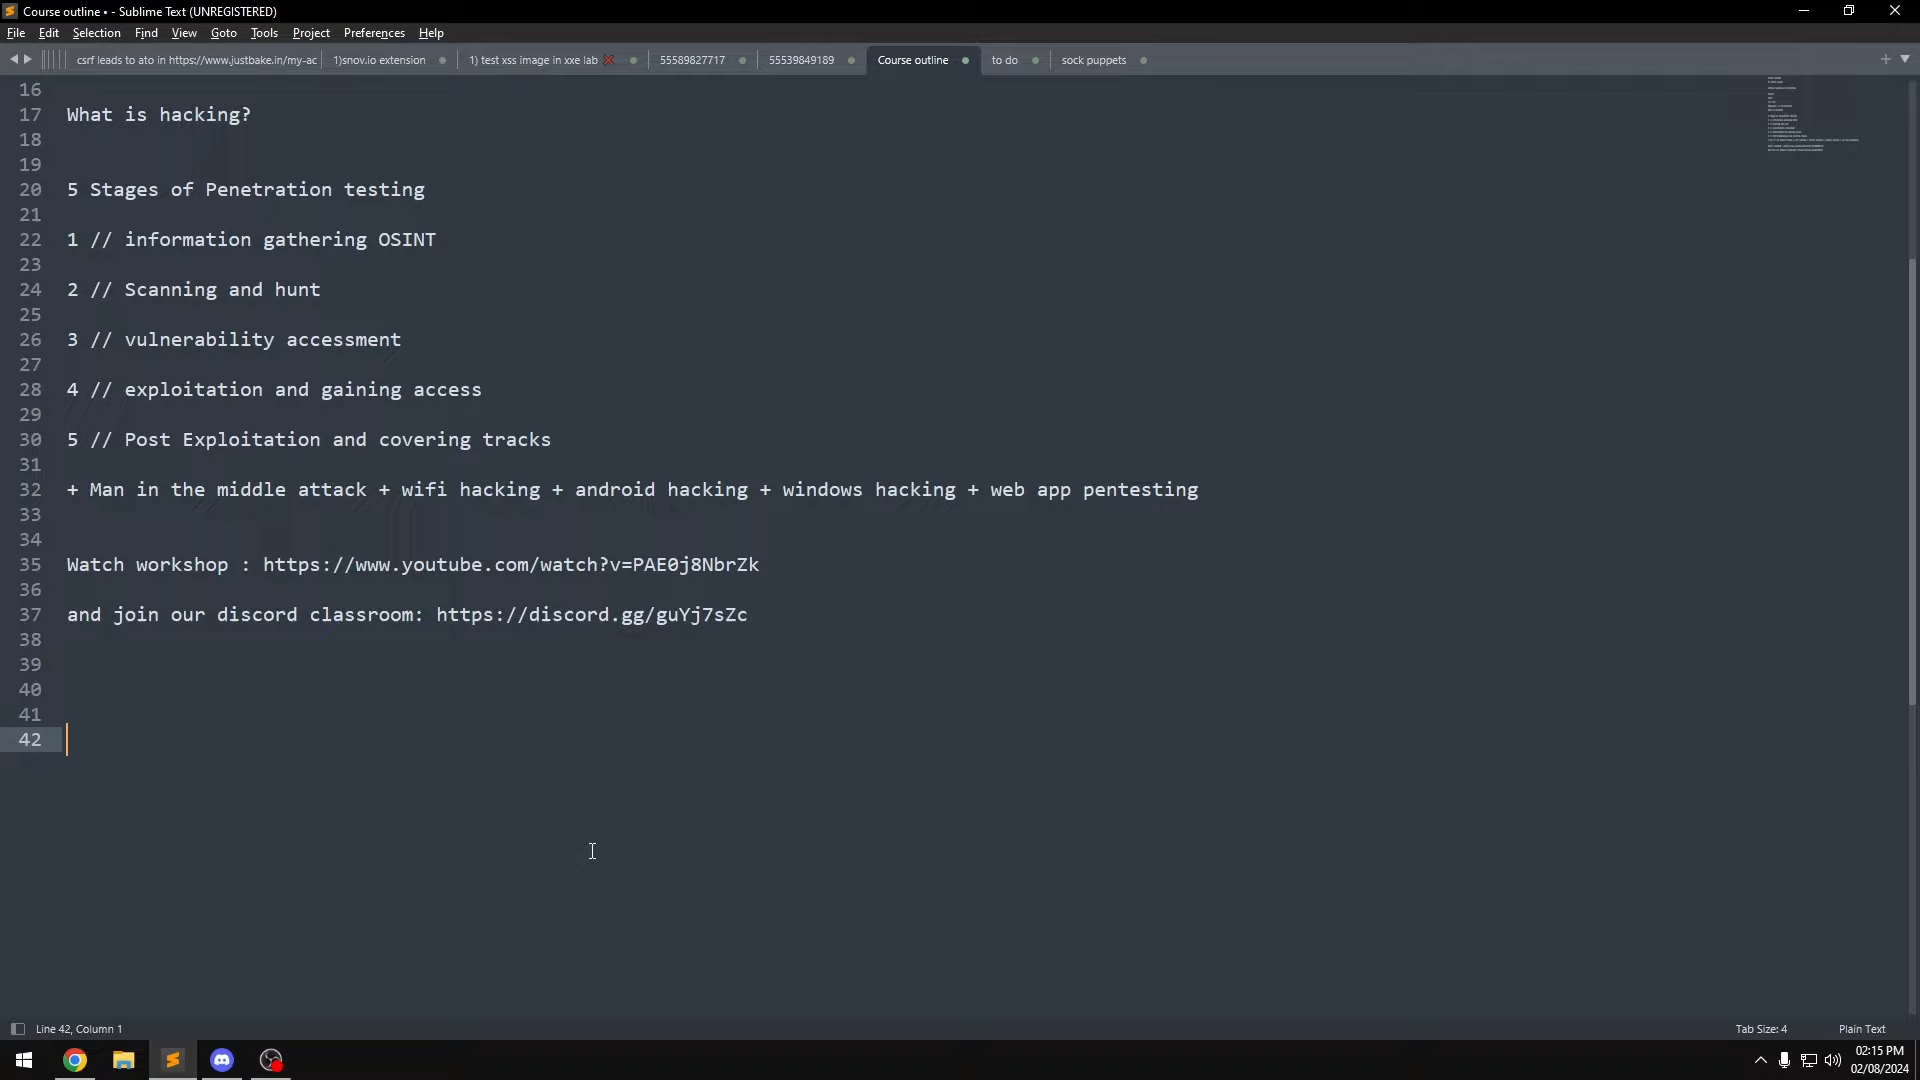 Course outline • - Sublime Text (UNREGISTERED)
File Edit Selection Find View Goto Tools Project Preferences Help
csrf leads to ato in https://www.justbake.in/my-ac 1)snov.io extension 1) test xss image in xxe lab ❌ 55589827717 55539849189 Course outline to do sock puppets
16
17 What is hacking?
18
19
20 5 Stages of Penetration testing
21
22 1 // information gathering OSINT
23
24 2 // Scanning and hunt
25
26 3 // vulnerability accessment
27
28 4 // exploitation and gaining access
29
30 5 // Post Exploitation and covering tracks
31
32 + Man in the middle attack + wifi hacking + android hacking + windows hacking + web app pentesting
33
34
35 Watch workshop : https://www.youtube.com/watch?v=PAE0j8NbrZk
36
37 and join our discord classroom: https://discord.gg/guYj7sZc
38
39
40
41
42
Line 42, Column 1 Tab Size: 4 Plain Text
02:15 PM
02/08/2024